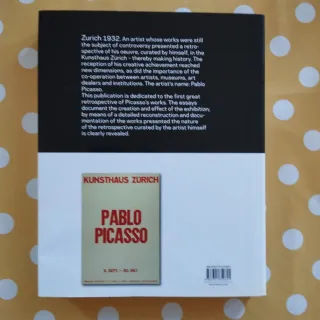 Zurich 1932. An artist whose works were still
the subject of controversy presented a retro-
spective of his oeuvre, curated by himself, in the
Kunsthaus Zürich - thereby making history. The
reception of his creative achievement reached
new dimensions, as did the importance of the
co-operation between artists, museums, art
dealers and institutions. The artist's name: Pablo
Picasso.
This publication is dedicated to the first great
retrospective of Picasso's works. The essays
document the creation and effect of the exhibition,
by means of a detailed reconstruction and docu-
mentation of the works presented the nature
of the retrospective curated by the artist himself
is clearly revealed.
KUNSTHAUS ZÜRICH
PABLO
PICASSO